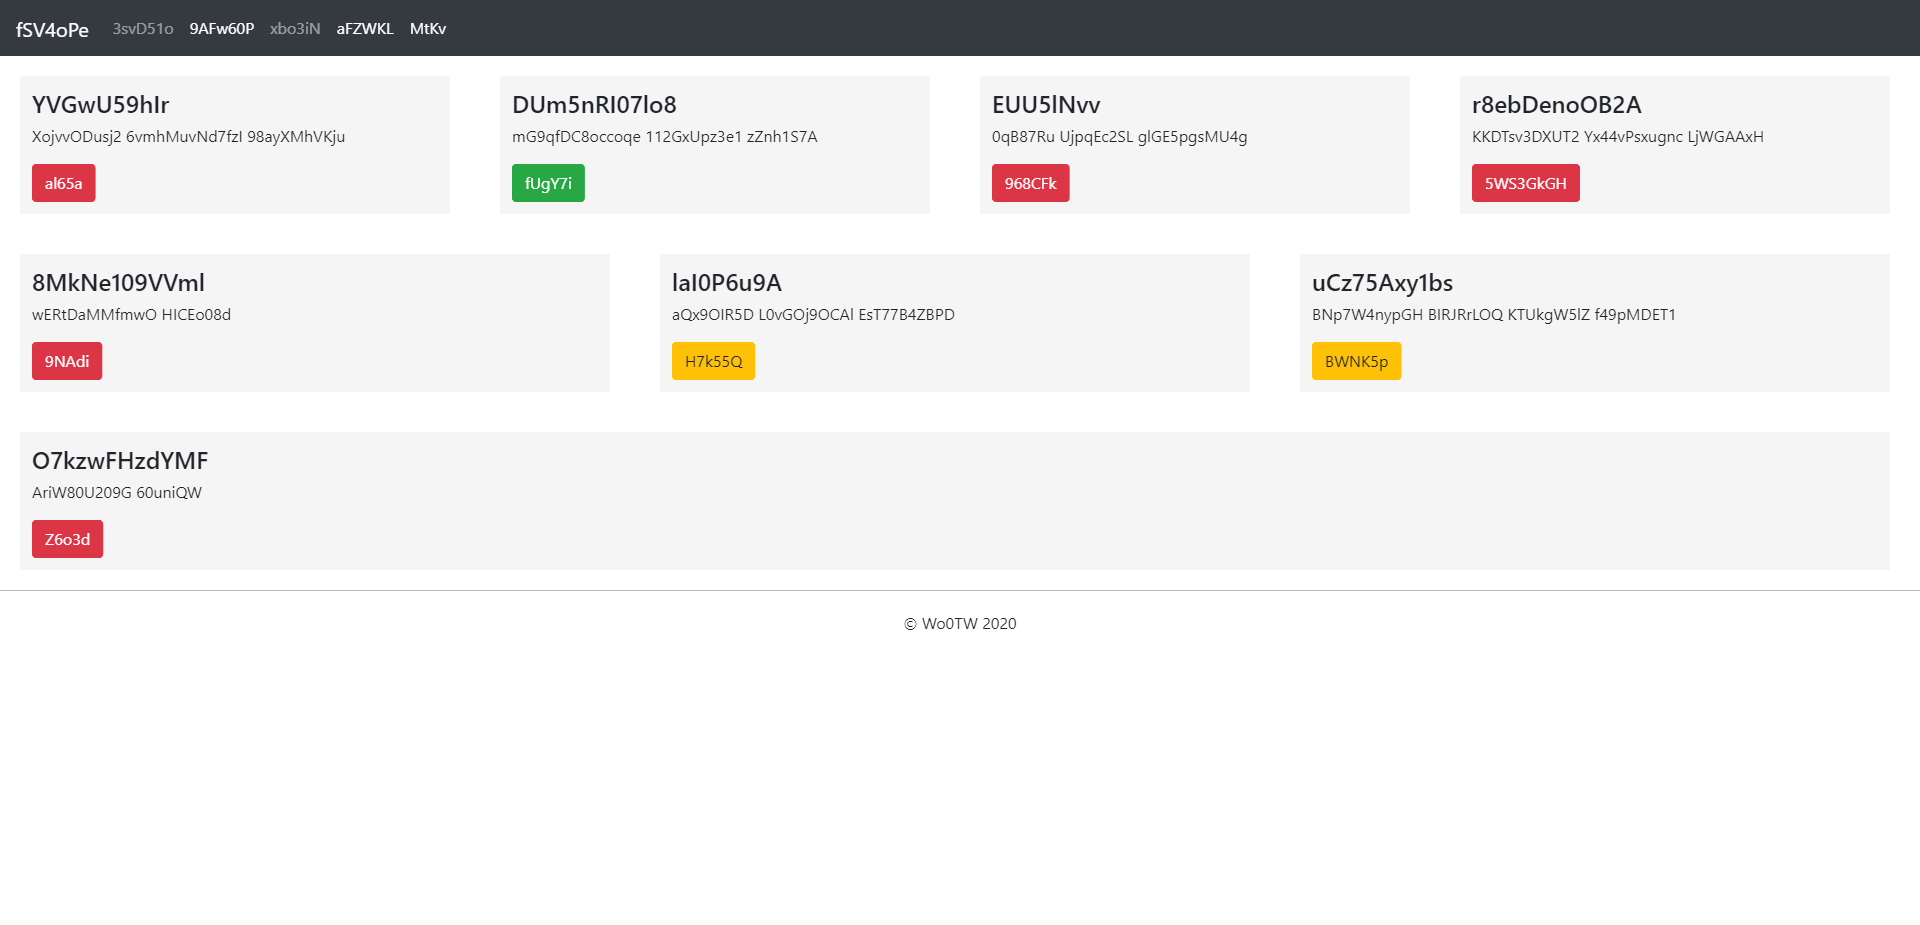 fSV4oPe 3svD51o 9AFw60P xbo3iN aFZWKL MtKv
YVGwU59hIr
XojvvODusj2 6vmhMuvNd7fzI 98ayXMhVKju
al65a
DUm5nRI07lo8
mG9qfDC8occoqe 112GxUpz3e1 zZnh1S7A
fUgY7i
EUU5lNvv
0qB87Ru UjpqEc2SL glGE5pgsMU4g
968CFk
r8ebDenoOB2A
KKDTsv3DXUT2 Yx44vPsxugnc LjWGAAxH
5WS3GkGH
8MkNe109VVml
wERtDaMMfmwO HICEo08d
9NAdi
laI0P6u9A
aQx9OIR5D L0vGOj9OCAl EsT77B4ZBPD
H7k55Q
uCz75Axy1bs
BNp7W4nypGH BIRJRrLOQ KTUkgW5lZ f49pMDET1
BWNK5p
O7kzwFHzdYMF
AriW80U209G 60uniQW
Z6o3d
© Wo0TW 2020